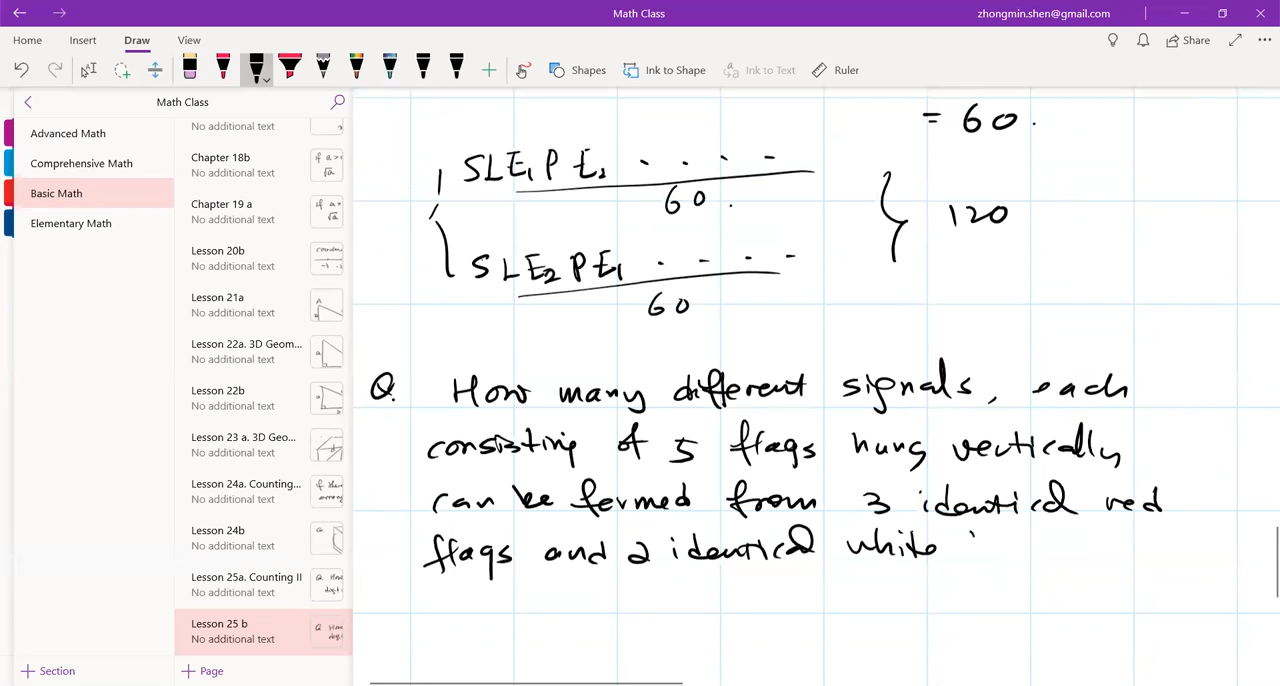 Math Class
zhongmin.shen@gmail.com
Home Insert Draw View
Share
Shapes
Ink to Shape
Ink to Text
Ruler
Math Class
Advanced Math
Comprehensive Math
Basic Math
Elementary Math
No additional text
Chapter 18b
No additional text
Chapter 19 a
No additional text
Lesson 20b
No additional text
Lesson 21a
No additional text
Lesson 22a. 3D Geom...
No additional text
Lesson 22b
No additional text
Lesson 23 a. 3D Geo...
No additional text
Lesson 24a. Counting...
No additional text
Lesson 24b
No additional text
Lesson 25a. Counting II
No additional text
Lesson 25 b
No additional text
+ Section
+ Page
= 60.
SLE₁PE₂ - - - -
60.
SLE₂PE₁ - - - -
60
120
Q. How many different signals, each
consisting of 5 flags hung vertically
can be formed from 3 identical red
flags and 2 identical white